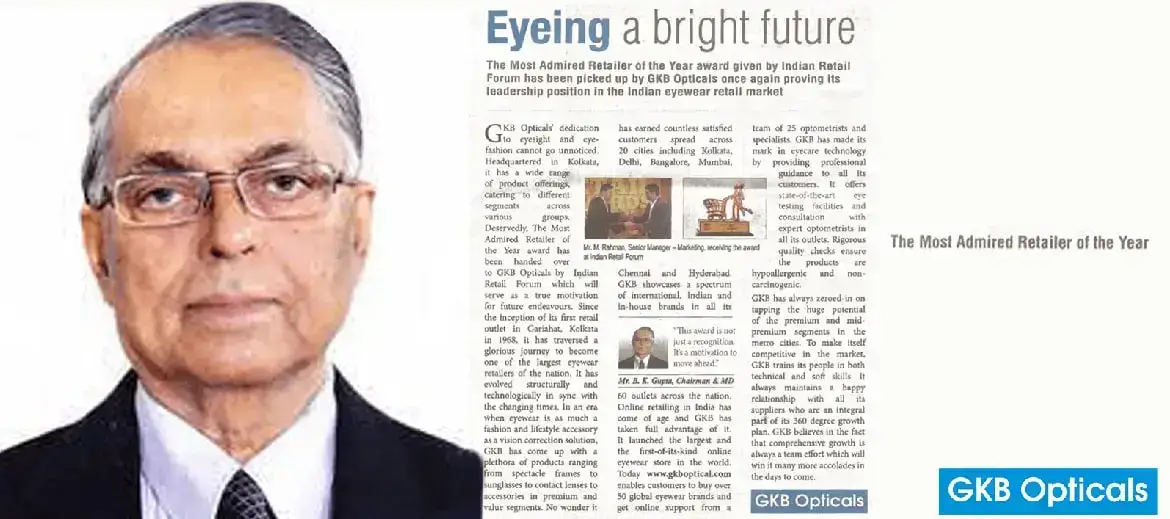 Eyeing a bright future
The Most Admired Retailer of the Year award given by Indian Retail
Forum has been picked up by GKB Opticals once again proving its
leadership position in the Indian eyewear retail market
GKB Opticals' dedication
to eyesight and eye-
fashion cannot go unnoticed.
Headquartered in Kolkata,
it has a wide range
of product offerings,
catering to different
segments across
various groups.
Deservedly, The Most
Admired Retailer of
the Year award has
been handed over
to GKB Opticals by Indian
Retail Forum which will
serve as a true motivation
for future endeavours. Since
the inception of its first retail
outlet in Gariahat, Kolkata
in 1968, it has traversed a
glorious journey to become
one of the largest eyewear
retailers of the nation. It has
evolved structurally and
technologically in sync with
the changing times. In an era
when eyewear is as much a
fashion and lifestyle accessory
as a vision correction solution,
GKB has come up with a
plethora of products ranging
from spectacle frames to
sunglasses to contact lenses to
accessories in premium and
value segments. No wonder it
has earned countless satisfied
customers spread across
20 cities including Kolkata,
Delhi, Bangalore, Mumbai,
Mr. M. Rahman, Senior Manager – Marketing, receiving the award
at Indian Retail Forum
Chennai and Hyderabad.
GKB showcases a spectrum
of international, Indian and
in-house brands in all its
"This award is not
just a recognition.
It's a motivation to
move ahead."
Mr. B. K. Gupta, Chairman & MD
60 outlets across the nation.
Online retailing in India has
come of age and GKB has
taken full advantage of it.
It launched the largest and
the first-of-its-kind online
eyewear store in the world.
Today www.gkboptical.com
enables customers to buy over
50 global eyewear brands and
get online support from a
team of 25 optometrists and
specialists. GKB has made its
mark in eyecare technology
by providing professional
guidance to all its
customers. It offers
state-of-the-art eye
testing facilities and
consultation with
expert optometrists in
all its outlets. Rigorous
quality checks ensure
the products are
hypoallergenic and non-
carcinogenic.
GKB has always zeroed-in on
tapping the huge potential
of the premium and mid-
premium segments in the
metro cities. To make itself
competitive in the market,
GKB trains its people in both
technical and soft skills. It
always maintains a happy
relationship with all its
suppliers who are an integral
part of its 360 degree growth
plan. GKB believes in the fact
that comprehensive growth is
always a team effort which will
win it many more accolades in
the days to come.
GKB Opticals
The Most Admired Retailer of the Year
GKB Opticals